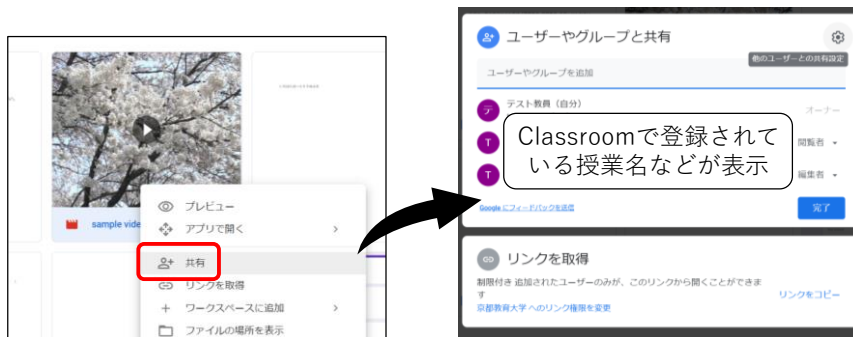 sample vide
プレビュー
アプリで開く
共有
リンクを取得
ワークスペースに追加
ファイルの場所を表示
ユーザーやグループと共有
他のユーザーとの共有設定
ユーザーやグループを追加
テ
テスト教員（自分）
オーナー
Classroomで登録されて
いる授業名などが表示
T
閲覧者
T
編集者
Google にフィードバックを送信
完了
リンクを取得
制限付き 追加されたユーザーのみが、このリンクから開くことができま
す
リンクをコピー
京都教育大学 へのリンク権限を変更